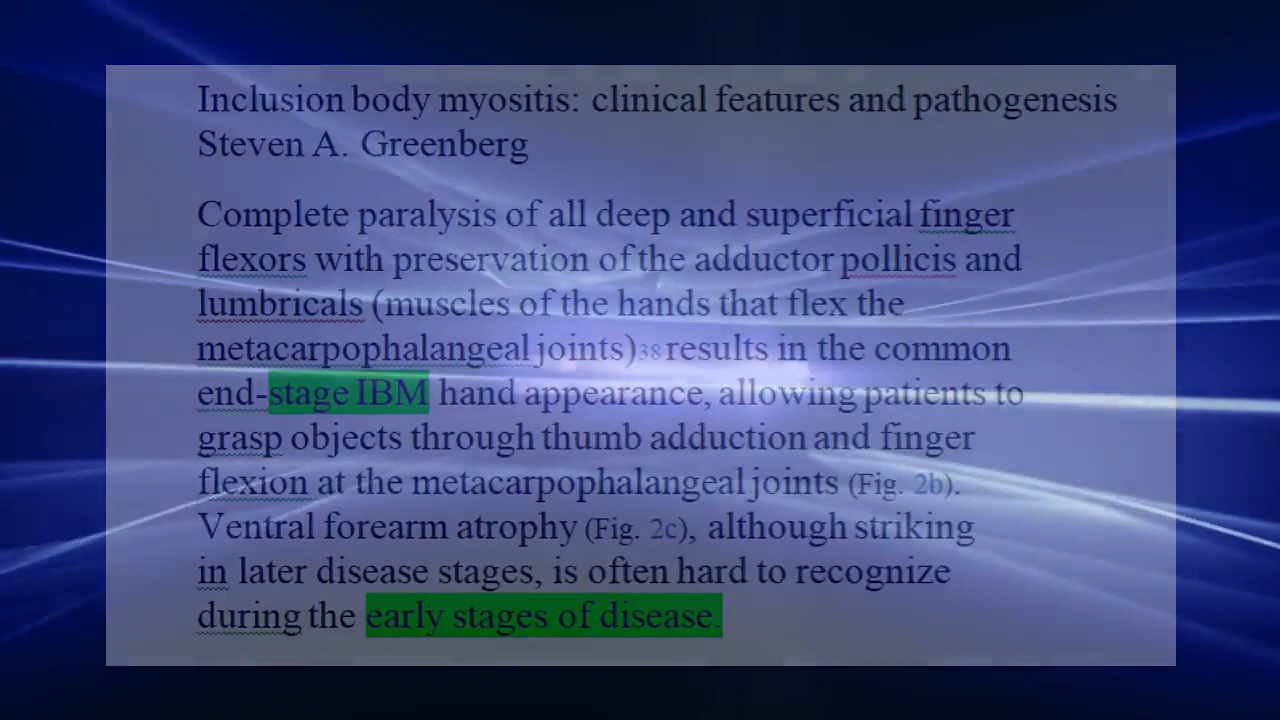 Inclusion body myositis: clinical features and pathogenesis
Steven A. Greenberg
Complete paralysis of all deep and superficial finger
flexors with preservation of the adductor pollicis and
lumbricals (muscles of the hands that flex the
metacarpophalangeal joints)38 results in the common
end-stage IBM hand appearance, allowing patients to
grasp objects through thumb adduction and finger
flexion at the metacarpophalangeal joints (Fig. 2b).
Ventral forearm atrophy (Fig. 2c), although striking
in later disease stages, is often hard to recognize
during the early stages of disease.